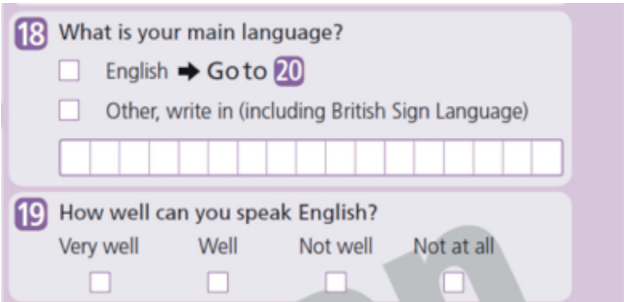 18 What is your main language?
English → Go to 20
Other, write in (including British Sign Language)
19 How well can you speak English?
Very well Well Not well Not at all